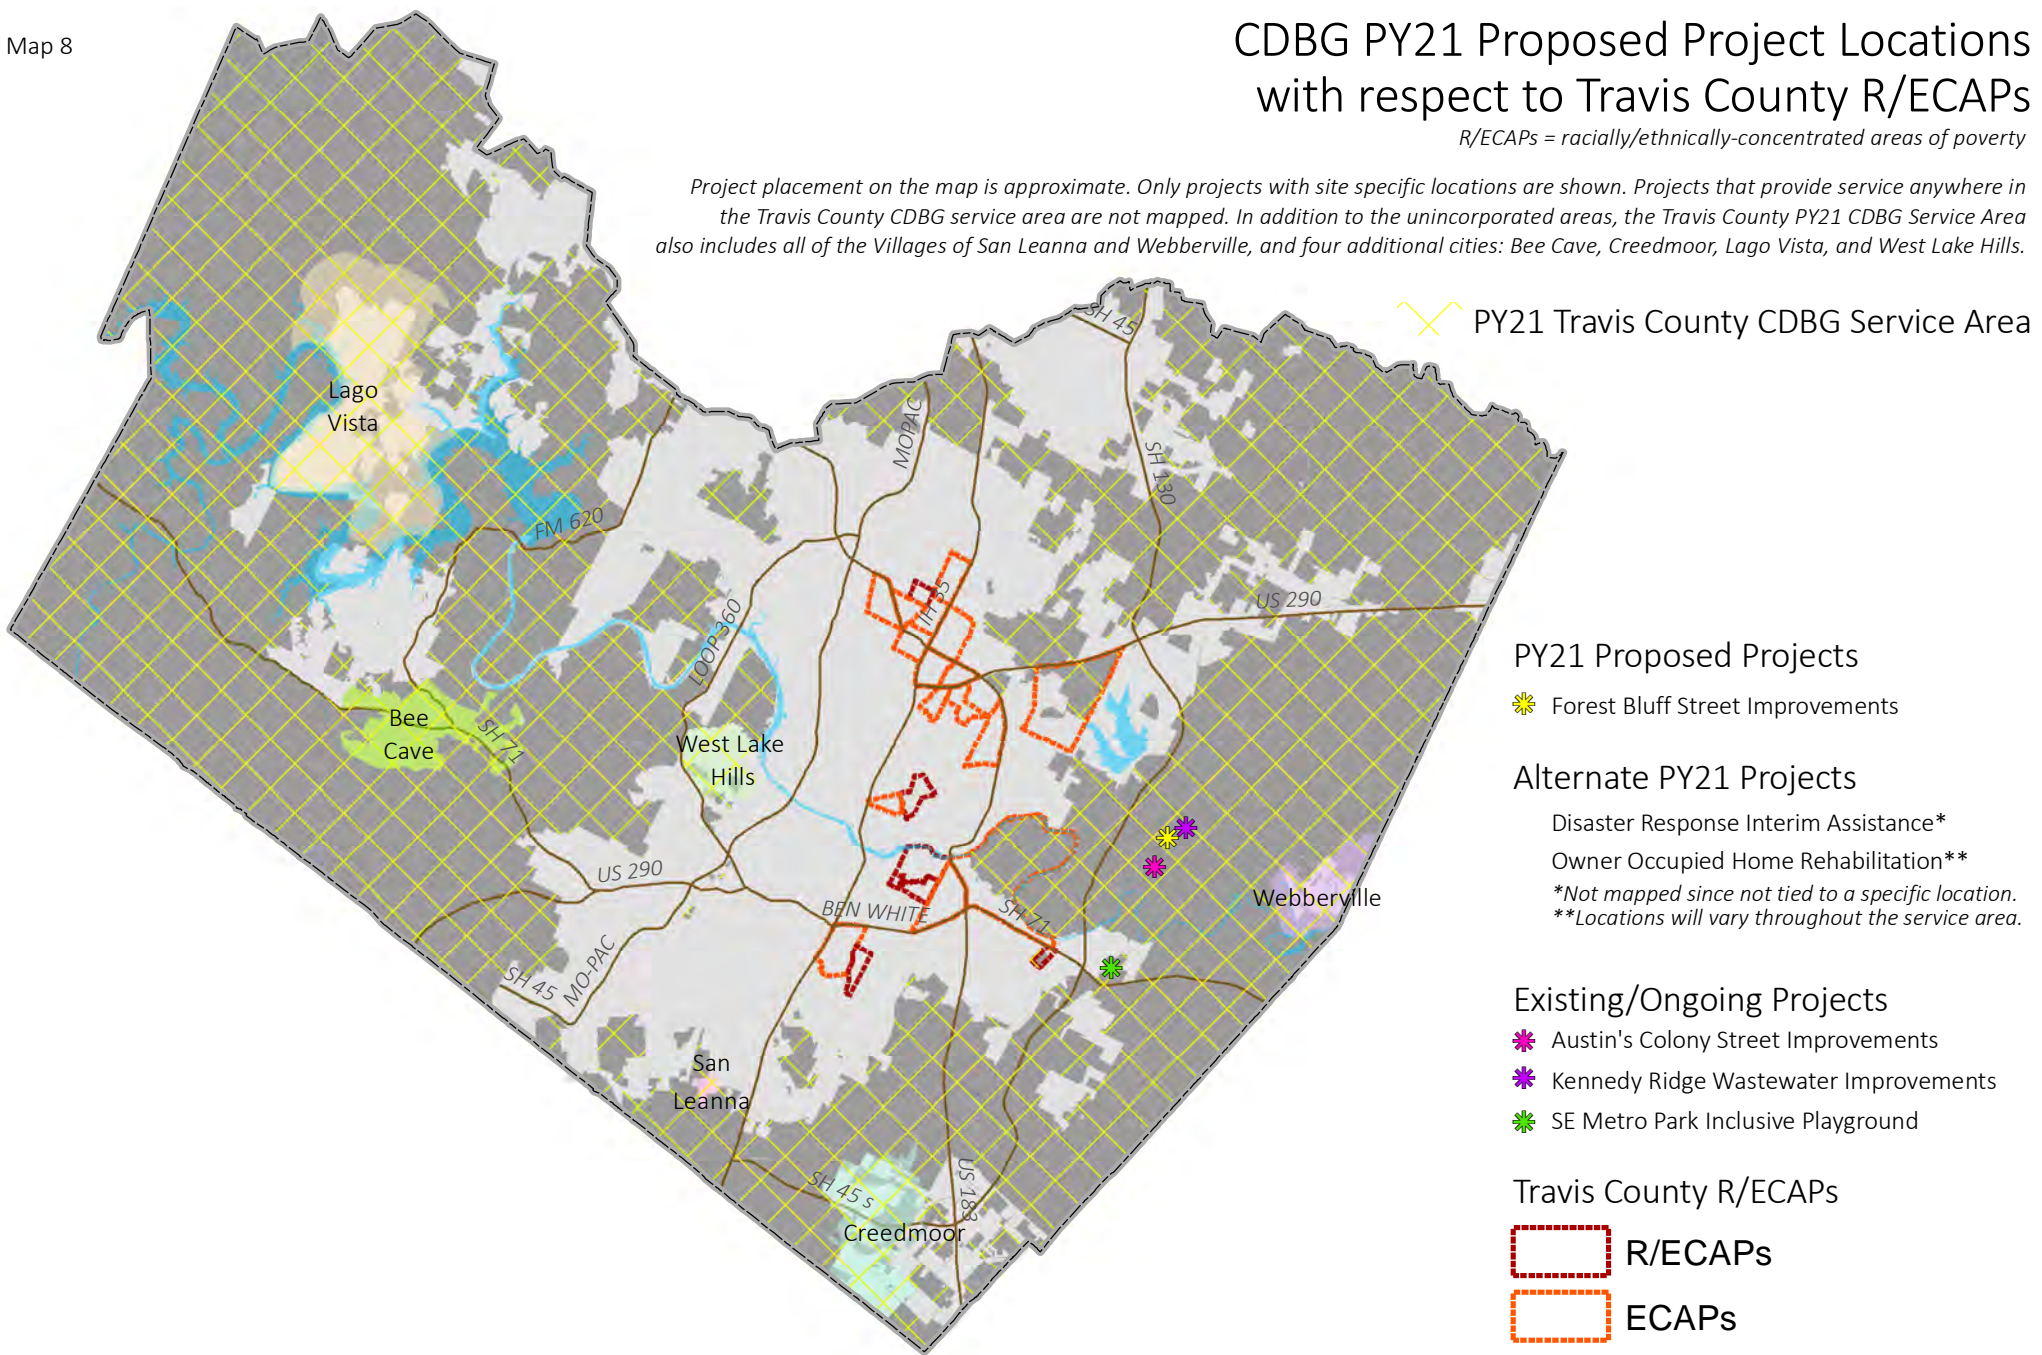 Map 8
CDBG PY21 Proposed Project Locations
with respect to Travis County R/ECAPs
R/ECAPs = racially/ethnically-concentrated areas of poverty
Project placement on the map is approximate. Only projects with site specific locations are shown. Projects that provide service anywhere in
the Travis County CDBG service area are not mapped. In addition to the unincorporated areas, the Travis County PY21 CDBG Service Area
also includes all of the Villages of San Leanna and Webberville, and four additional cities: Bee Cave, Creedmoor, Lago Vista, and West Lake Hills.
PY21 Travis County CDBG Service Area
SH 45
Lago
Vista
MOPAC
SH 130
FM 620
IH 35
US 290
LOOP 360
Bee
Cave
SH 71
West Lake
Hills
US 290
BEN WHITE
SH 71
Webberville
SH 45
MO-PAC
San
Leanna
SH 45 s
US 183
Creedmoor
PY21 Proposed Projects
Forest Bluff Street Improvements
Alternate PY21 Projects
Disaster Response Interim Assistance*
Owner Occupied Home Rehabilitation**
*Not mapped since not tied to a specific location.
**Locations will vary throughout the service area.
Existing/Ongoing Projects
Austin's Colony Street Improvements
Kennedy Ridge Wastewater Improvements
SE Metro Park Inclusive Playground
Travis County R/ECAPs
R/ECAPs
ECAPs